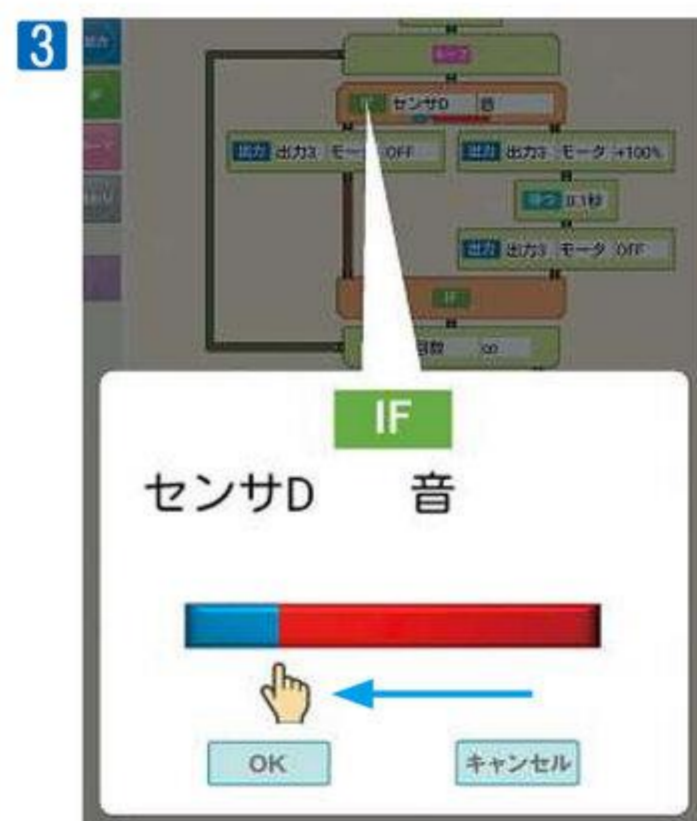 3
ループ
IF センサD 音
出力 出力3 モータ OFF
出力 出力3 モータ +100%
待つ 0.1秒
出力 出力3 モータ OFF
IF
回数 ∞
IF
センサD 音
OK キャンセル